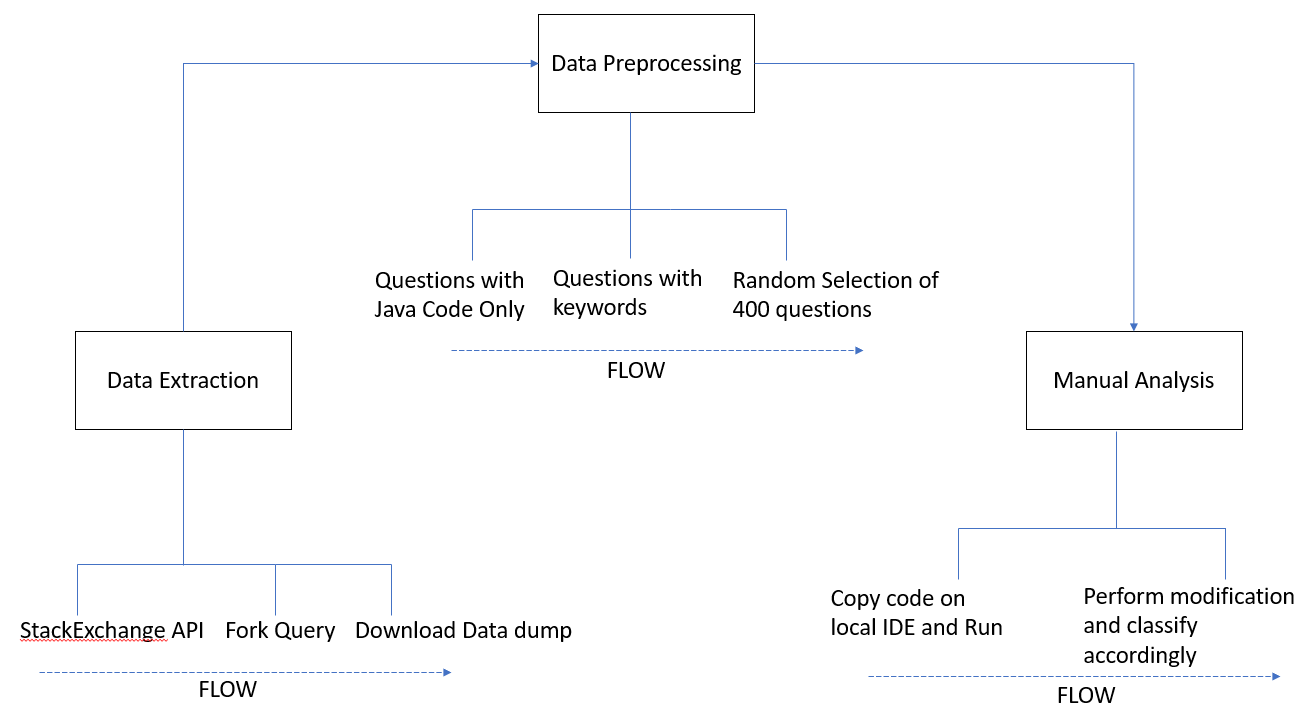 Data Preprocessing
Questions with
Java Code Only
Questions with
keywords
Random Selection of
400 questions
FLOW
Data Extraction
Manual Analysis
StackExchange API
Fork Query
Download Data dump
FLOW
Copy code on
local IDE and Run
Perform modification
and classify
accordingly
FLOW